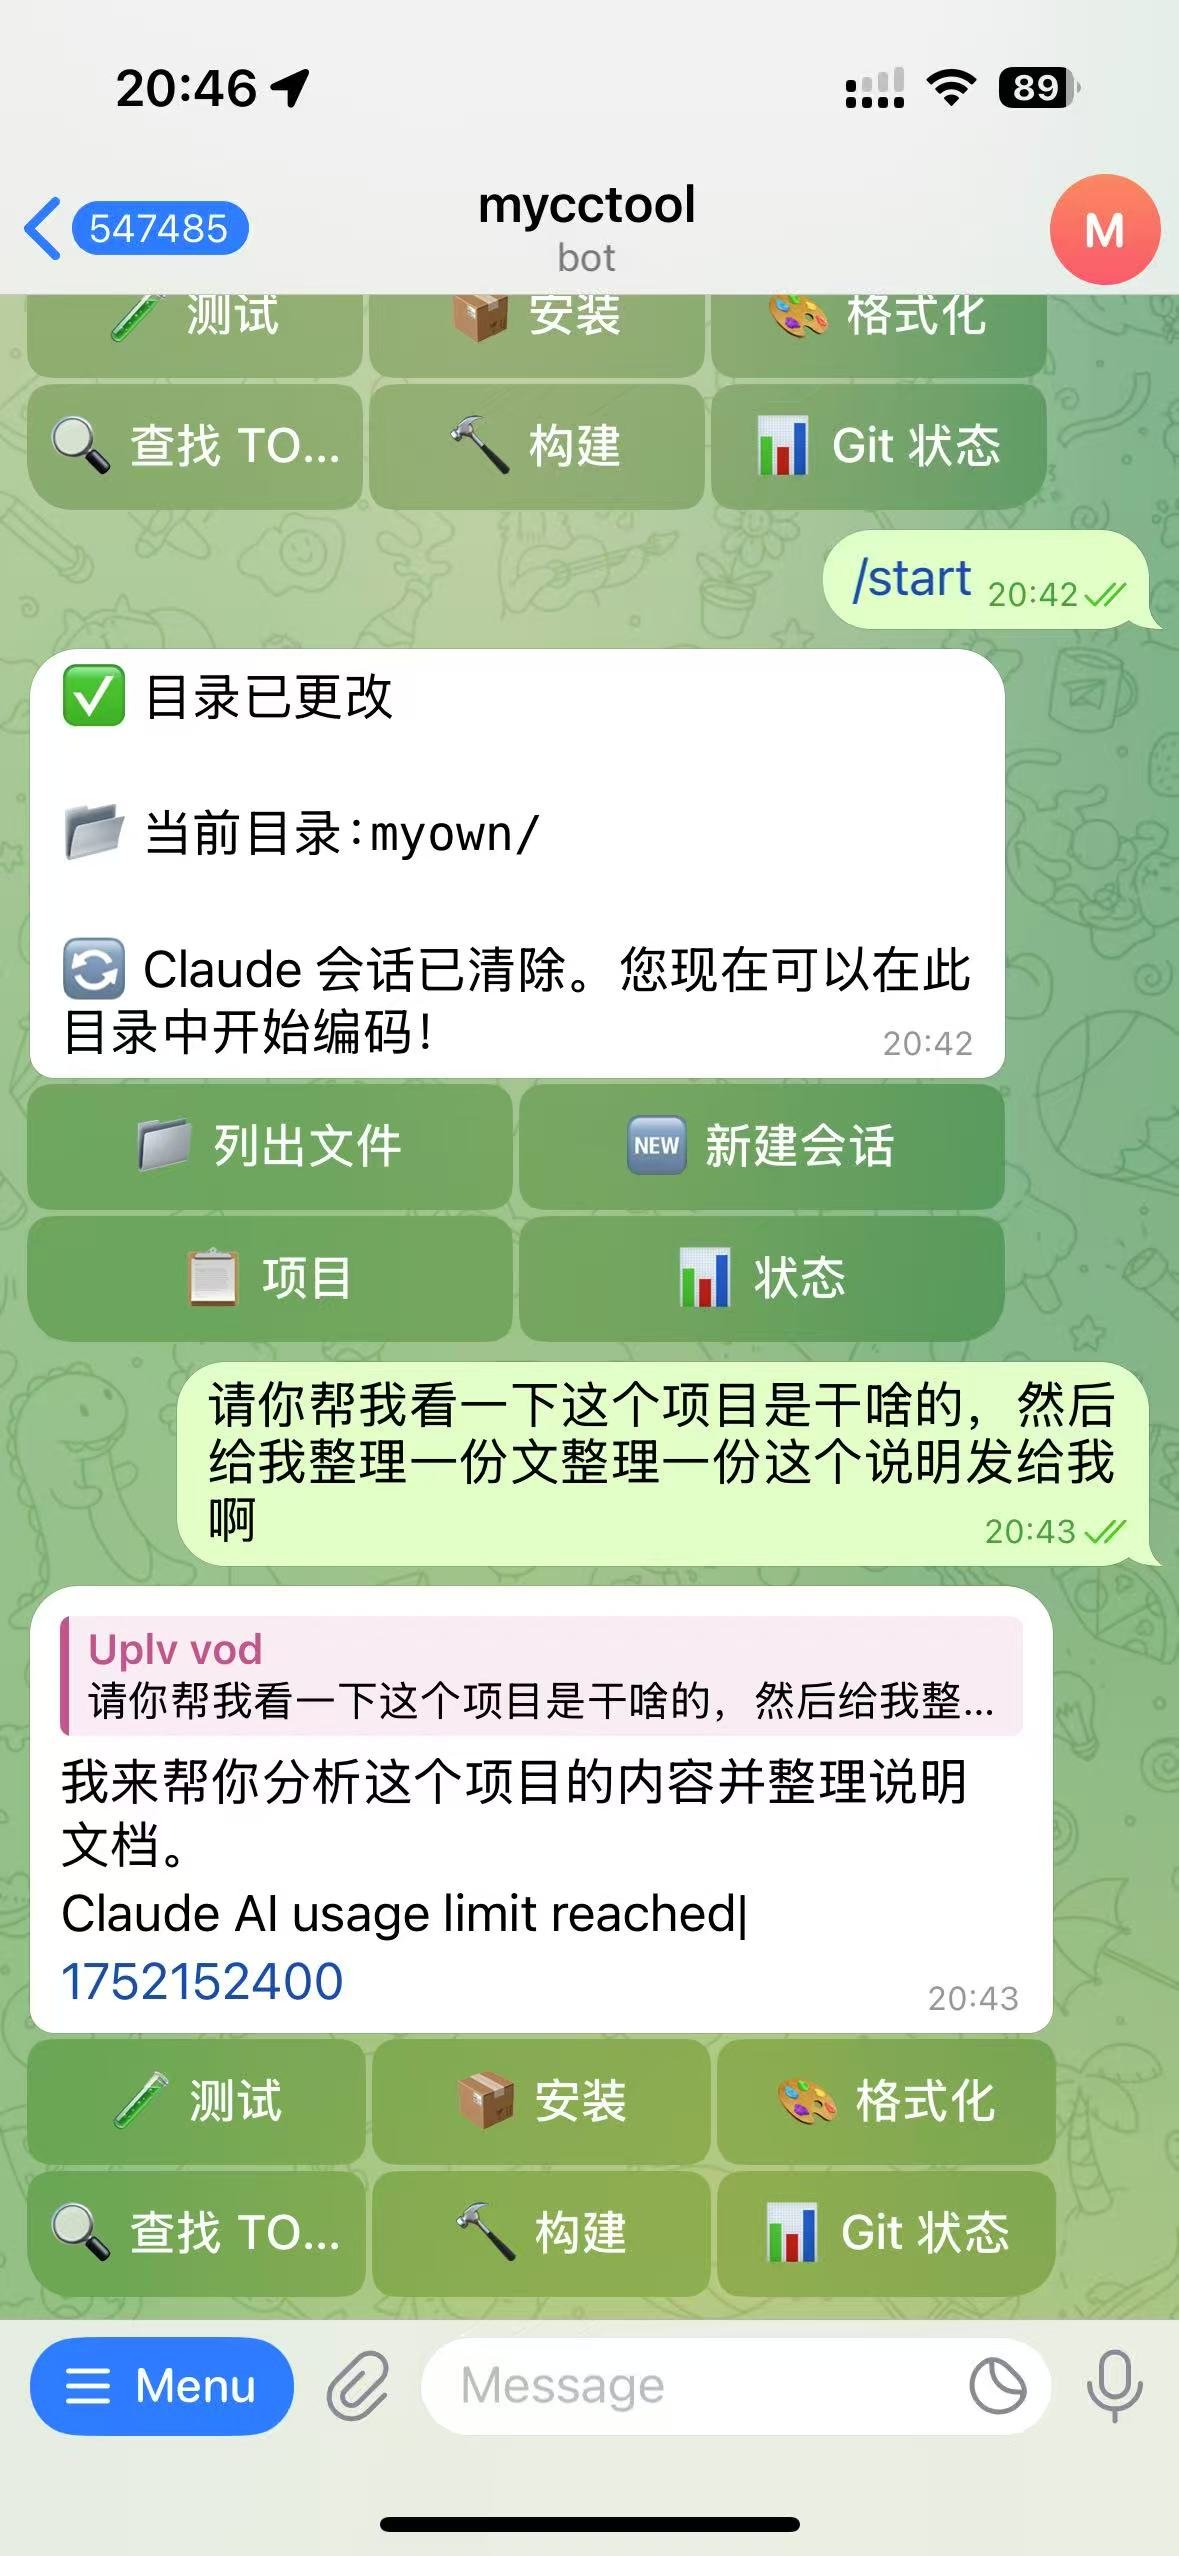 20:46
89
547485
mycctool
bot
M
测试
安装
格式化
查找 TO...
构建
Git 状态
/start 20:42
目录已更改
当前目录:myown/
Claude 会话已清除。您现在可以在此
目录中开始编码!
20:42
列出文件
NEW 新建会话
项目
状态
请你帮我看一下这个项目是干啥的，然后
给我整理一份文整理一份这个说明发给我
啊
20:43
Uplv vod
请你帮我看一下这个项目是干啥的，然后给我整...
我来帮你分析这个项目的内容并整理说明
文档。
Claude AI usage limit reached|
1752152400
20:43
测试
安装
格式化
查找 TO...
构建
Git 状态
Menu
Message